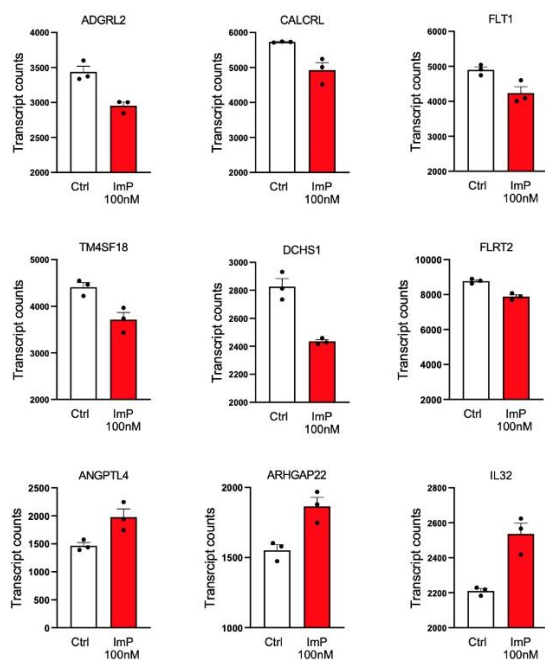 ADGRL2
Transcript counts
4000
3500
3000
2500
2000
Ctrl
ImP
100nM
CALCRL
Transcript counts
6000
5000
4000
3000
2000
Ctrl
ImP
100nM
FLT1
Transcript counts
6000
5000
4000
3000
2000
Ctrl
ImP
100nM
TM4SF18
Transcript counts
5000
4000
3000
2000
Ctrl
ImP
100nM
DCHS1
Transcript counts
3000
2800
2600
2400
2200
2000
Ctrl
ImP
100nM
FLRT2
Transcript counts
10000
8000
6000
4000
2000
Ctrl
ImP
100nM
ANGPTL4
Transcript counts
2500
2000
1500
1000
500
0
Ctrl
ImP
100nM
ARHGAP22
Transrcipt counts
2000
1500
1000
Ctrl
ImP
100nM
IL32
Transcript counts
2800
2600
2400
2200
2000
Ctrl
ImP
100nM